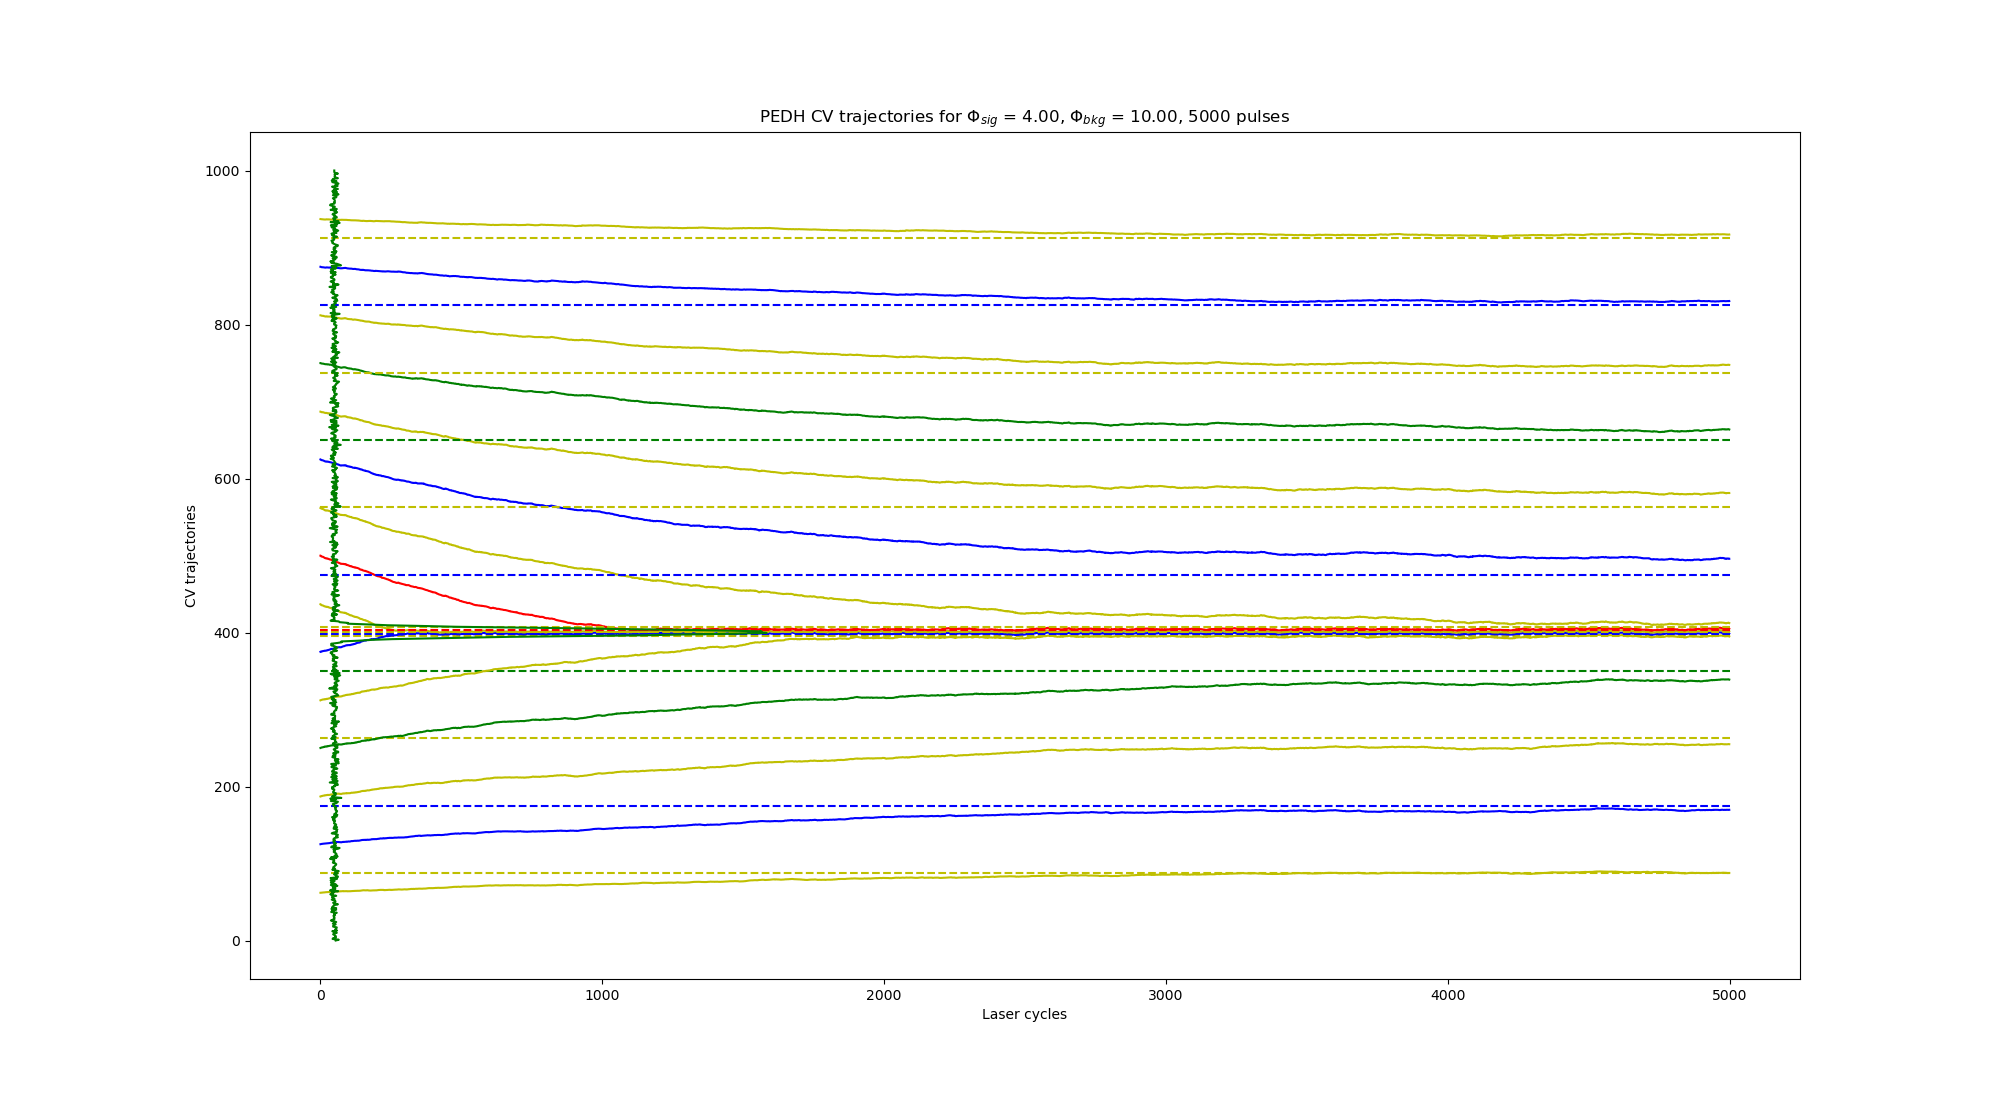 PEDH CV trajectories for Φsig = 4.00, Φbkg = 10.00, 5000 pulses
1000
800
600
400
200
0
CV trajectories
0 1000 2000 3000 4000 5000
Laser cycles